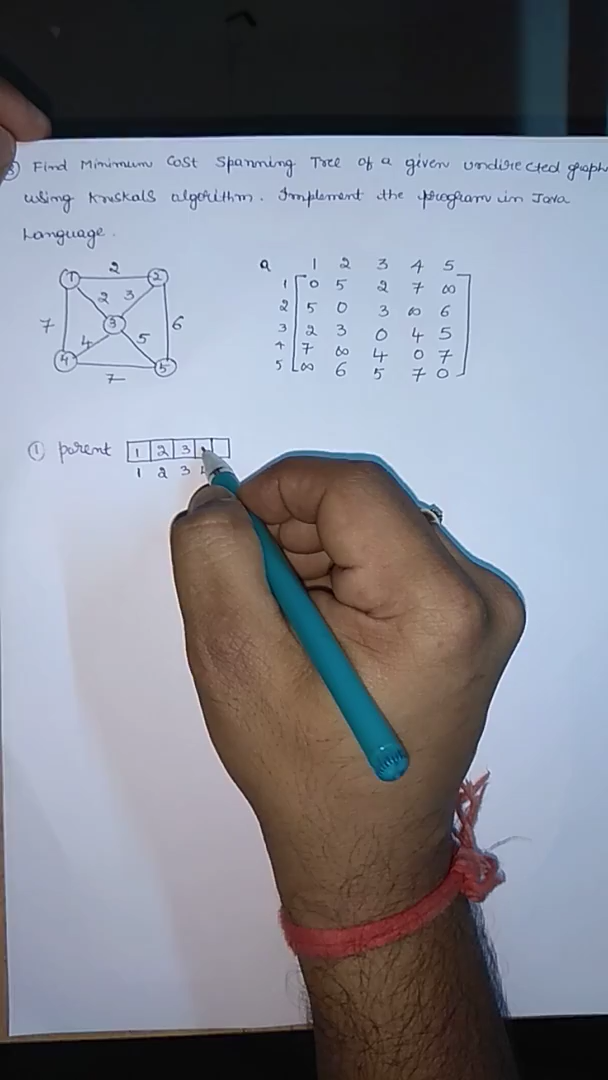 Find Minimum Cost Spanning Tree of a given undirected graph
using Kruskals algorithm. Implement the program in Java
Language.
a 1 2 3 4 5
1 0 5 2 7 ∞
2 5 0 3 ∞ 6
3 2 3 0 4 5
4 7 ∞ 4 0 7
5 ∞ 6 5 7 0
2
1 2
2 3
7 3 6
4 5
4 5
7
① parent 1 2 3
1 2 3